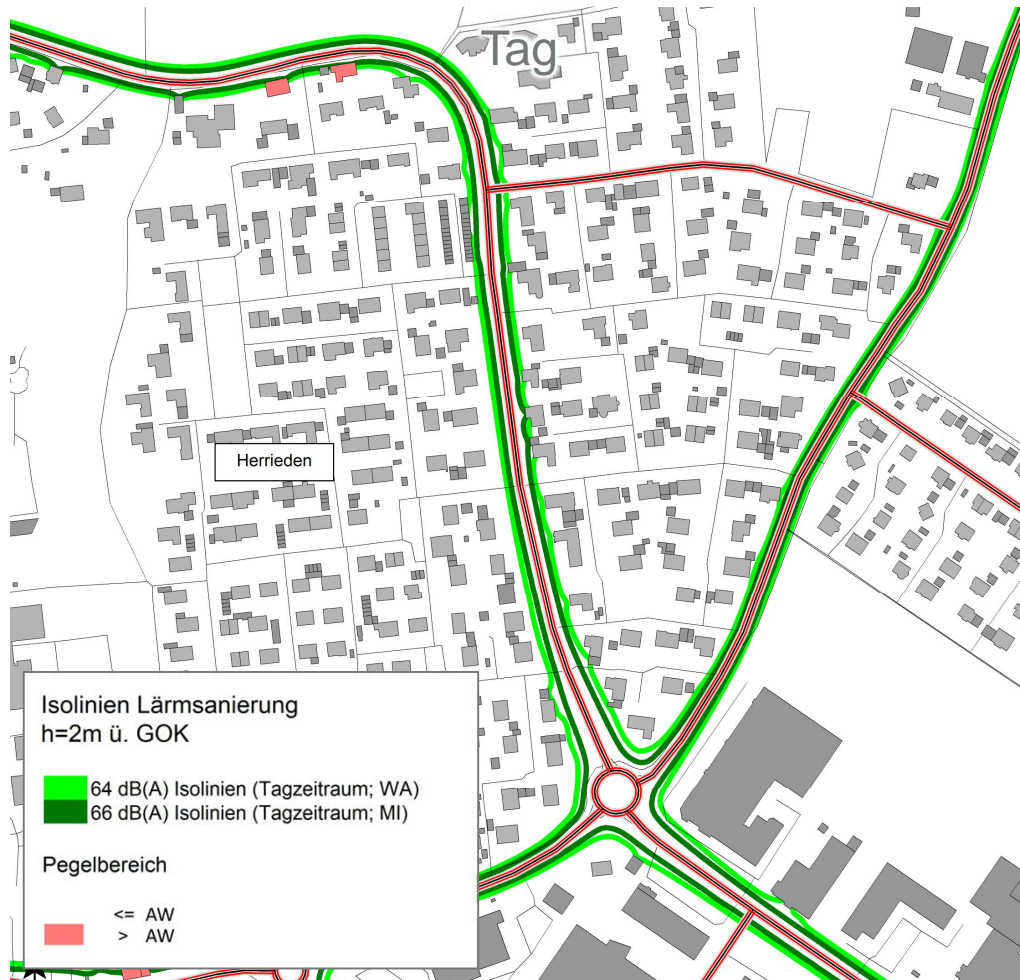 Tag
Herrieden
Isolinien Lärmsanierung
h=2m ü. GOK
64 dB(A) Isolinien (Tagzeitraum; WA)
66 dB(A) Isolinien (Tagzeitraum; MI)
Pegelbereich
<= AW
> AW